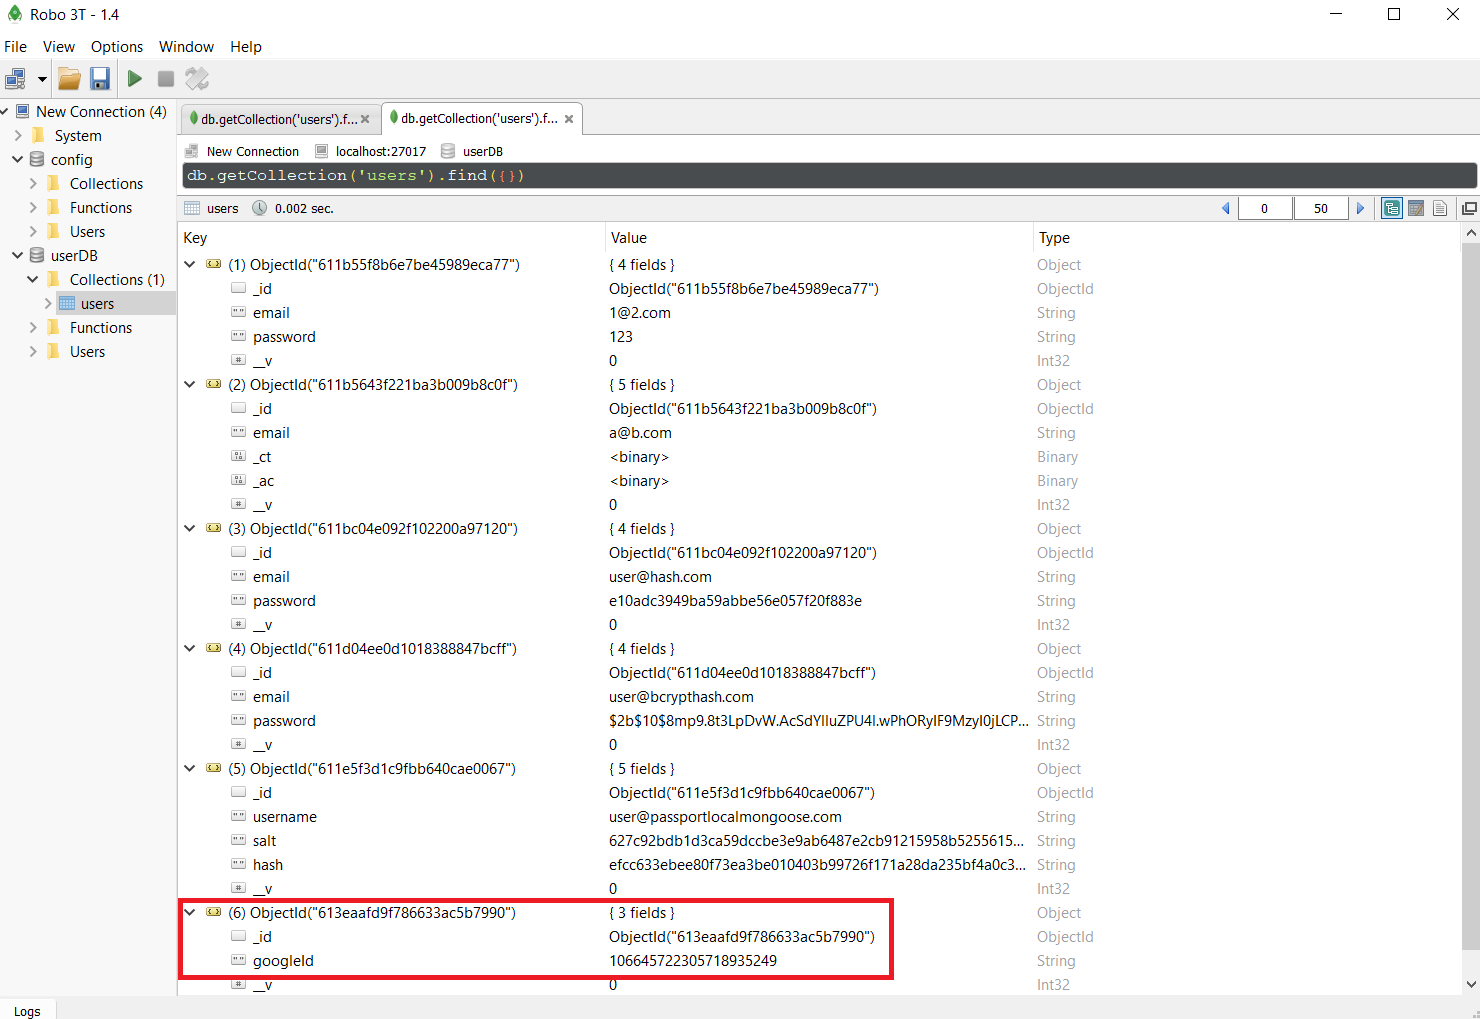 Robo 3T - 1.4
File View Options Window Help
New Connection (4)
System
config
Collections
Functions
Users
userDB
Collections (1)
users
Functions
Users
db.getCollection('users').f...
db.getCollection('users').f...
New Connection localhost:27017 userDB
db.getCollection('users').find({})
users 0.002 sec. 0 50
Key Value Type
(1) ObjectId("611b55f8b6e7be45989eca77") { 4 fields } Object
_id ObjectId("611b55f8b6e7be45989eca77") ObjectId
email 1@2.com String
password 123 String
__v 0 Int32
(2) ObjectId("611b5643f221ba3b009b8c0f") { 5 fields } Object
_id ObjectId("611b5643f221ba3b009b8c0f") ObjectId
email a@b.com String
_ct <binary> Binary
_ac <binary> Binary
__v 0 Int32
(3) ObjectId("611bc04e092f102200a97120") { 4 fields } Object
_id ObjectId("611bc04e092f102200a97120") ObjectId
email user@hash.com String
password e10adc3949ba59abbe56e057f20f883e String
__v 0 Int32
(4) ObjectId("611d04ee0d1018388847bcff") { 4 fields } Object
_id ObjectId("611d04ee0d1018388847bcff") ObjectId
email user@bcrypthash.com String
password $2b$10$8mp9.8t3LpDvW.AcSdYlIuZPU4l.wPhORyIF9MzyI0jLCP... String
__v 0 Int32
(5) ObjectId("611e5f3d1c9fbb640cae0067") { 5 fields } Object
_id ObjectId("611e5f3d1c9fbb640cae0067") ObjectId
username user@passportlocalmongoose.com String
salt 627c92bdb1d3ca59dccbe3e9ab6487e2cb91215958b5255615... String
hash efcc633ebee80f73ea3be010403b99726f171a28da235bf4a0c3... String
__v 0 Int32
(6) ObjectId("613eaafd9f786633ac5b7990") { 3 fields } Object
_id ObjectId("613eaafd9f786633ac5b7990") ObjectId
googleId 106645722305718935249 String
__v 0 Int32
Logs